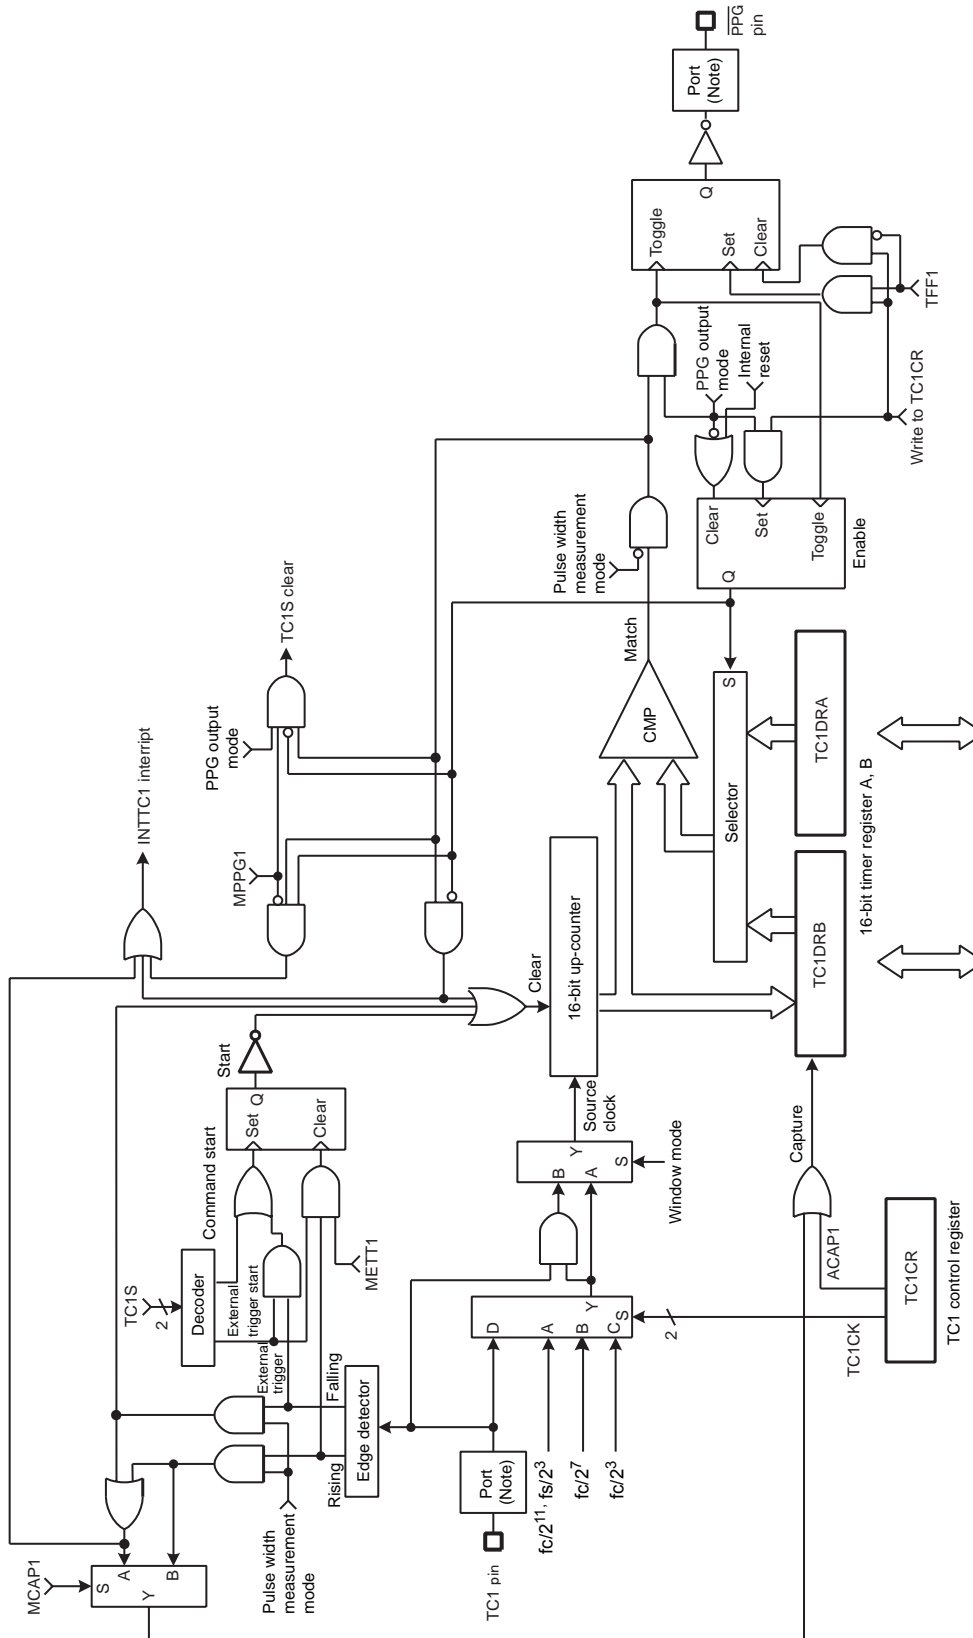 MCAP1
S
A
B
Y
Pulse width
measurement
mode
Rising
Falling
Edge detector
External
trigger
TC1S
2
Decoder
External
trigger start
Command start
METT1
Set
Q
Clear
Start
INTTC1 interript
MPPG1
PPG output
mode
TC1S clear
TC1 pin
Port
(Note)
fc/2^11, fs/2^3
fc/2^7
fc/2^3
D
A
B
C
S
Y
B
A
Y
S
Window mode
Source
clock
Clear
16-bit up-counter
CMP
Match
Pulse width
measurement
mode
Selector
S
Q
Clear
Set
Toggle
Enable
PPG output
mode
Internal
reset
Write to TC1CR
TFF1
Toggle
Set
Clear
Q
Port
(Note)
PPG
pin
TC1CK
2
ACAP1
Capture
TC1CR
TC1 control register
TC1DRB
TC1DRA
16-bit timer register A, B